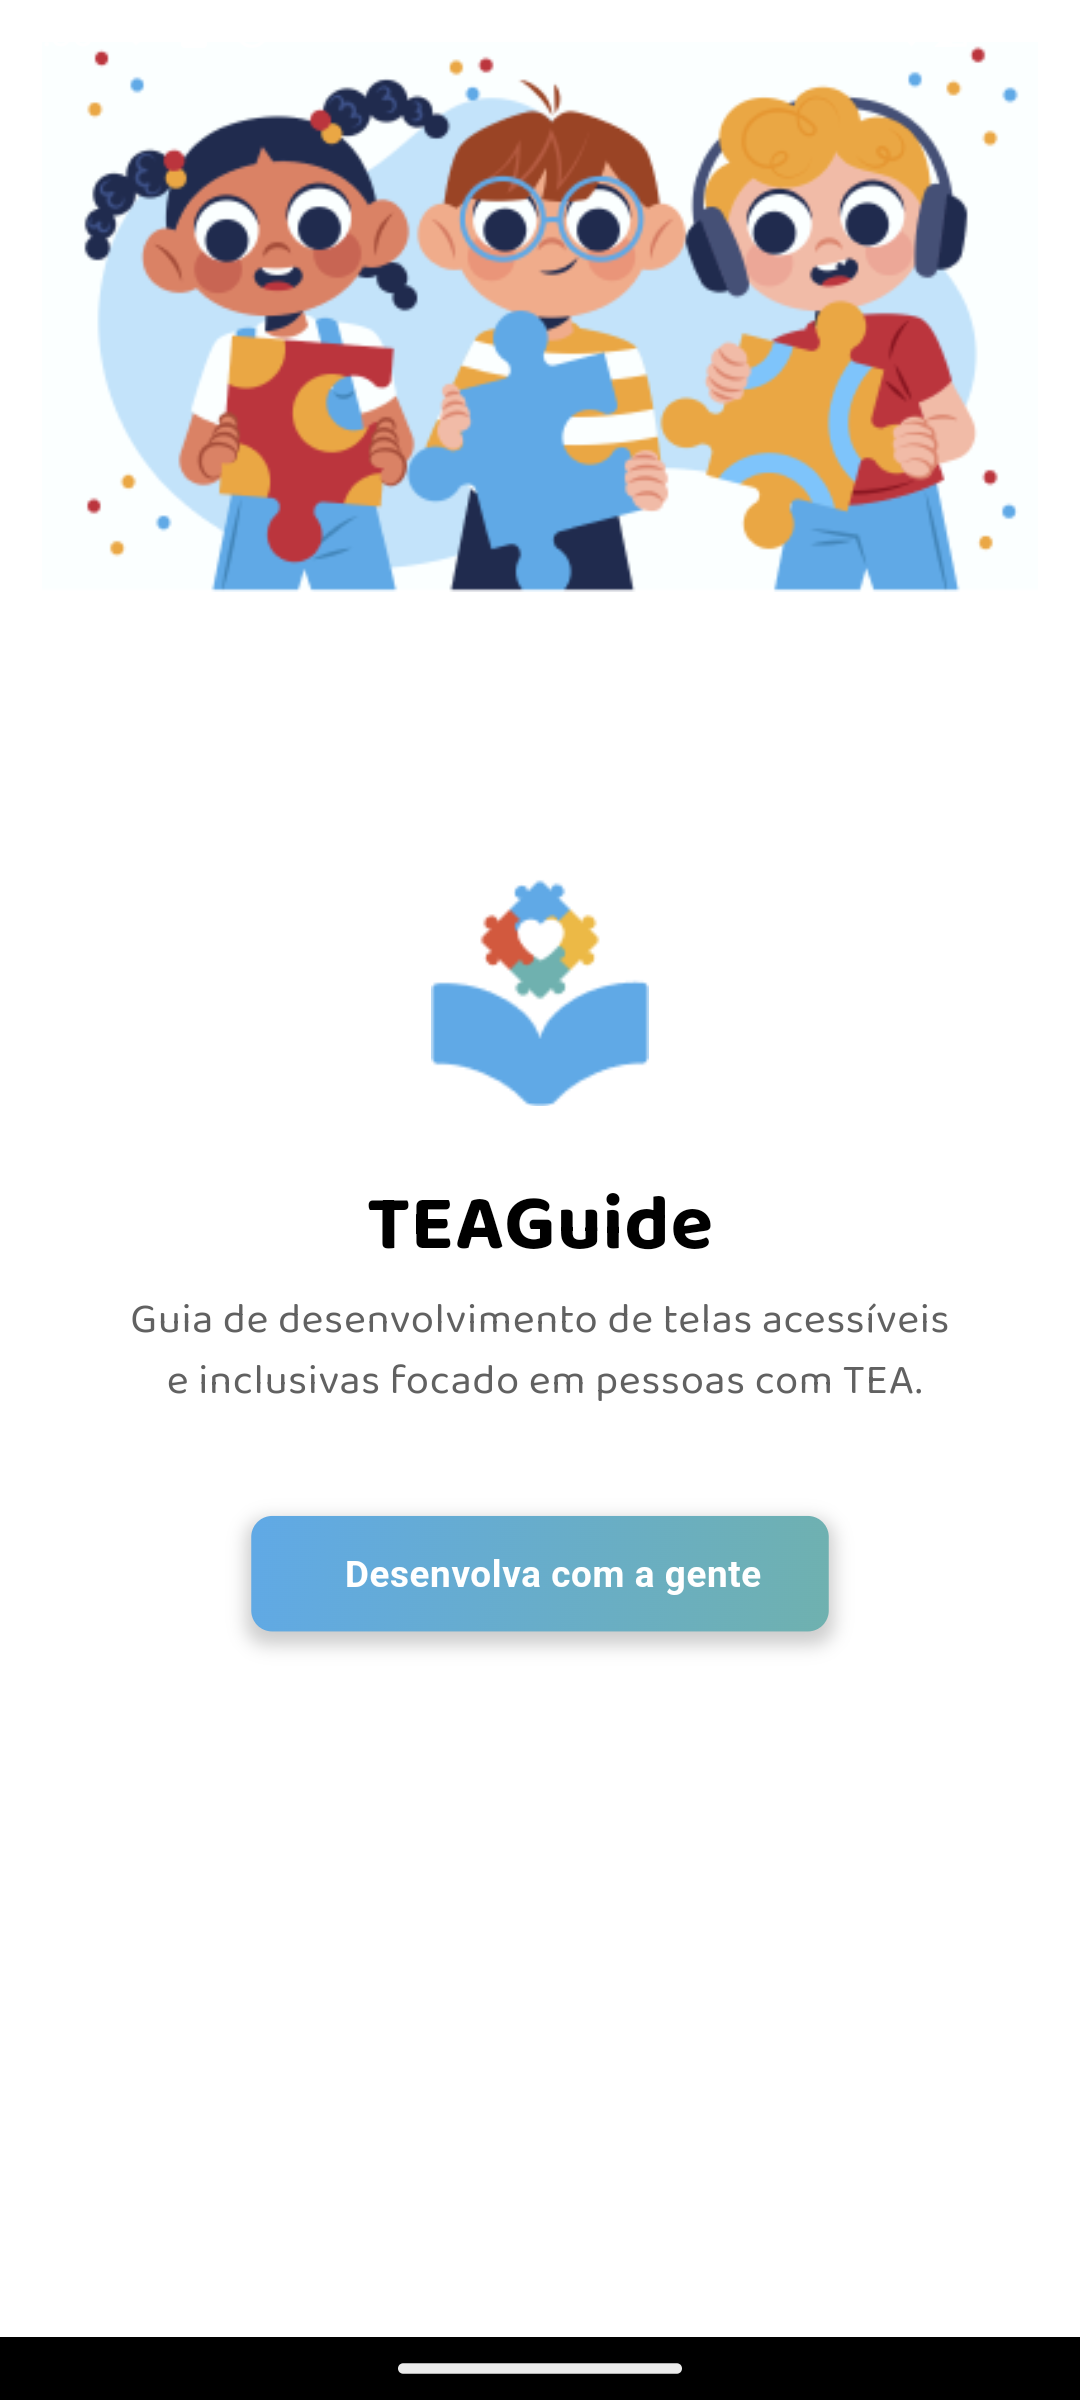 TEAGuide
Guia de desenvolvimento de telas acessíveis
e inclusivas focado em pessoas com TEA.
Desenvolva com a gente